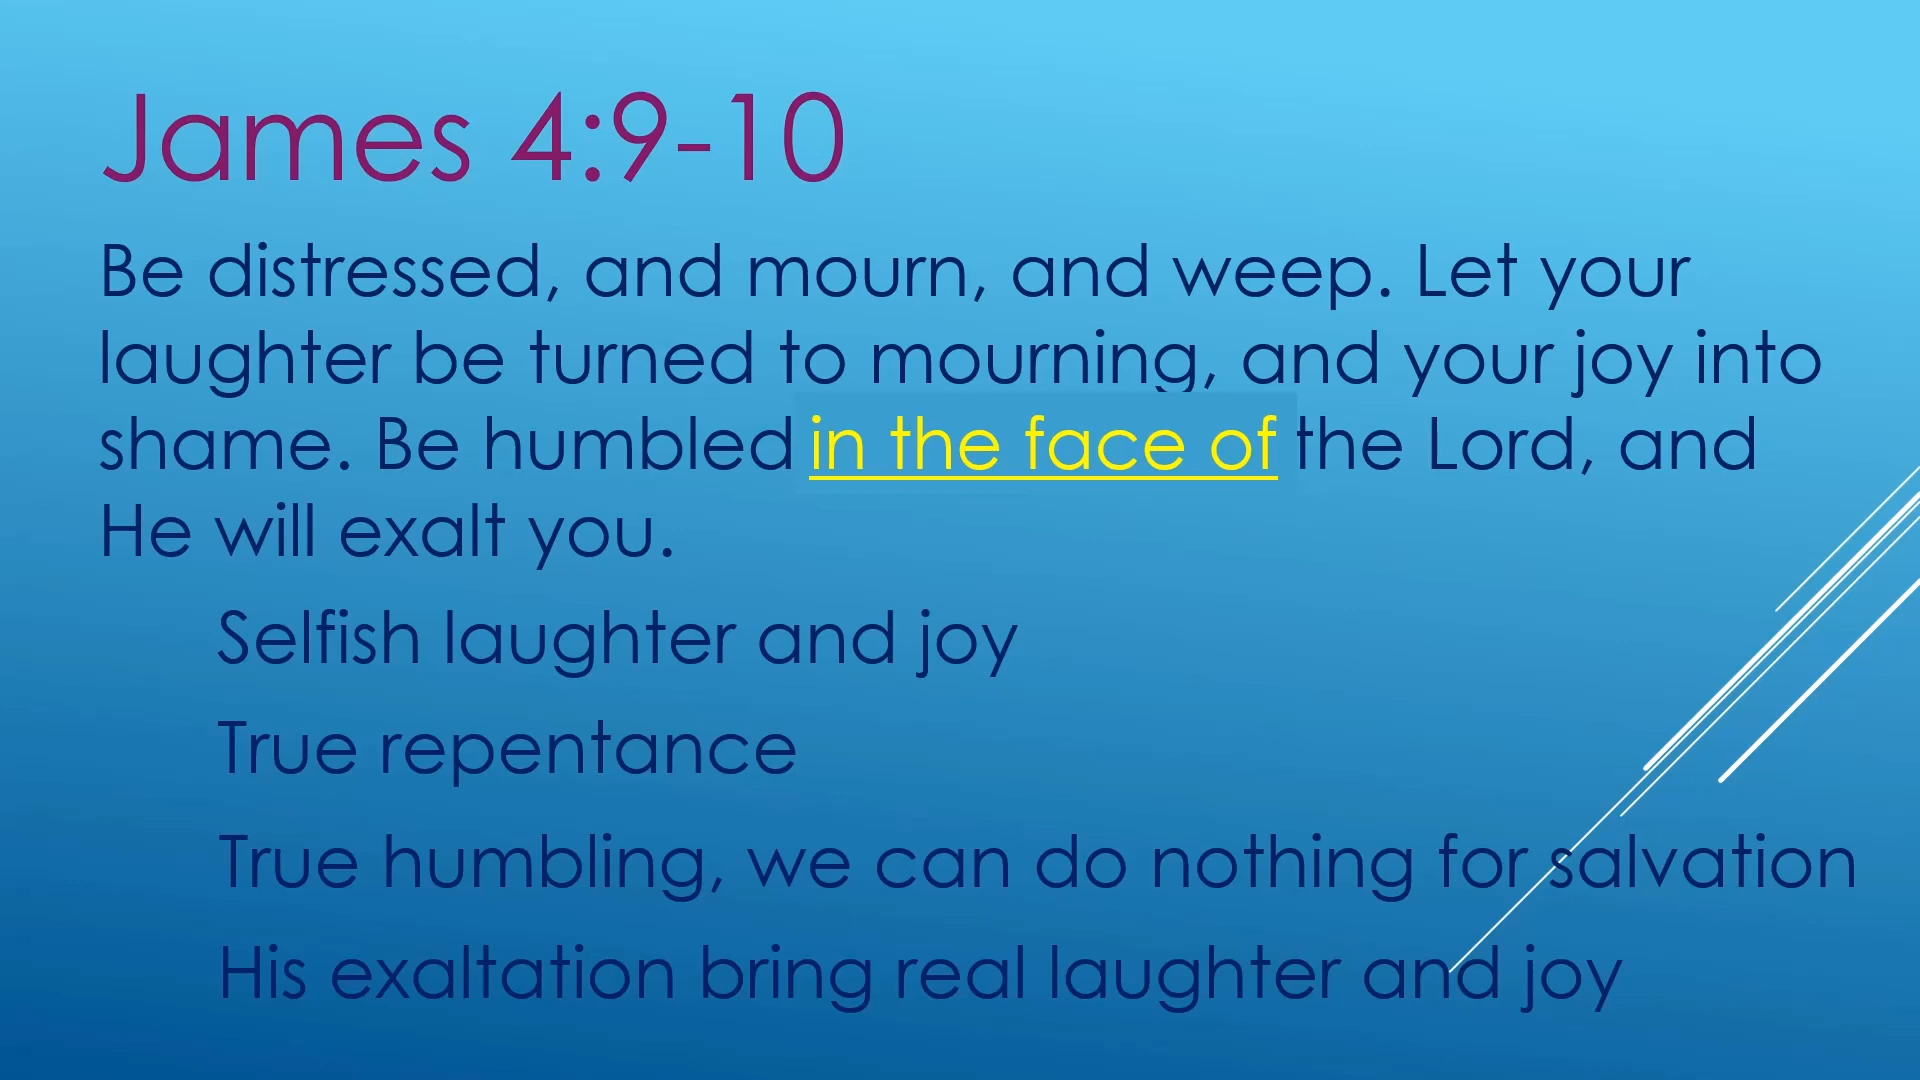 James 4:9-10
Be distressed, and mourn, and weep. Let your
laughter be turned to mourning, and your joy into
shame. Be humbled in the face of the Lord, and
He will exalt you.
Selfish laughter and joy
True repentance
True humbling, we can do nothing for salvation
His exaltation bring real laughter and joy